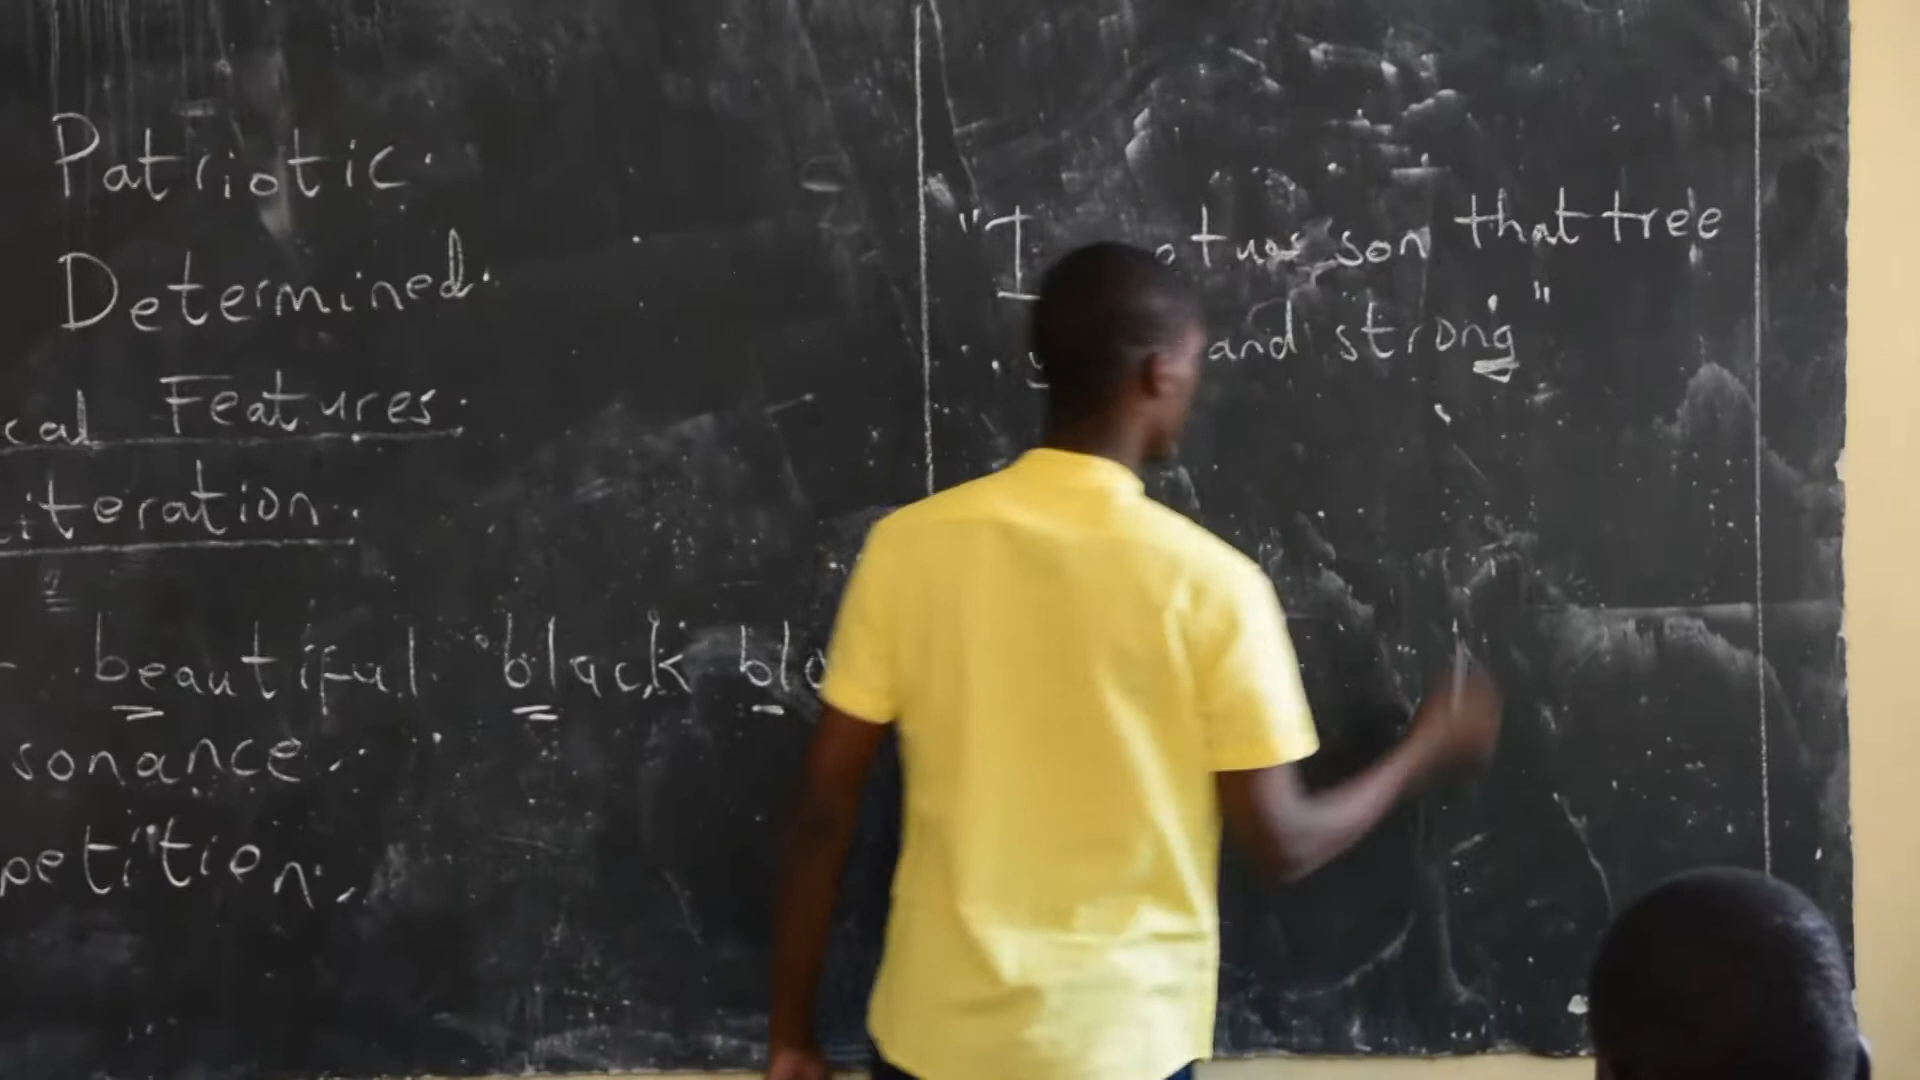 Patriotic.
Determined.
cal Features.
iteration.
- beautiful black blo
sonance.
petition.
"I son that tree
and strong"